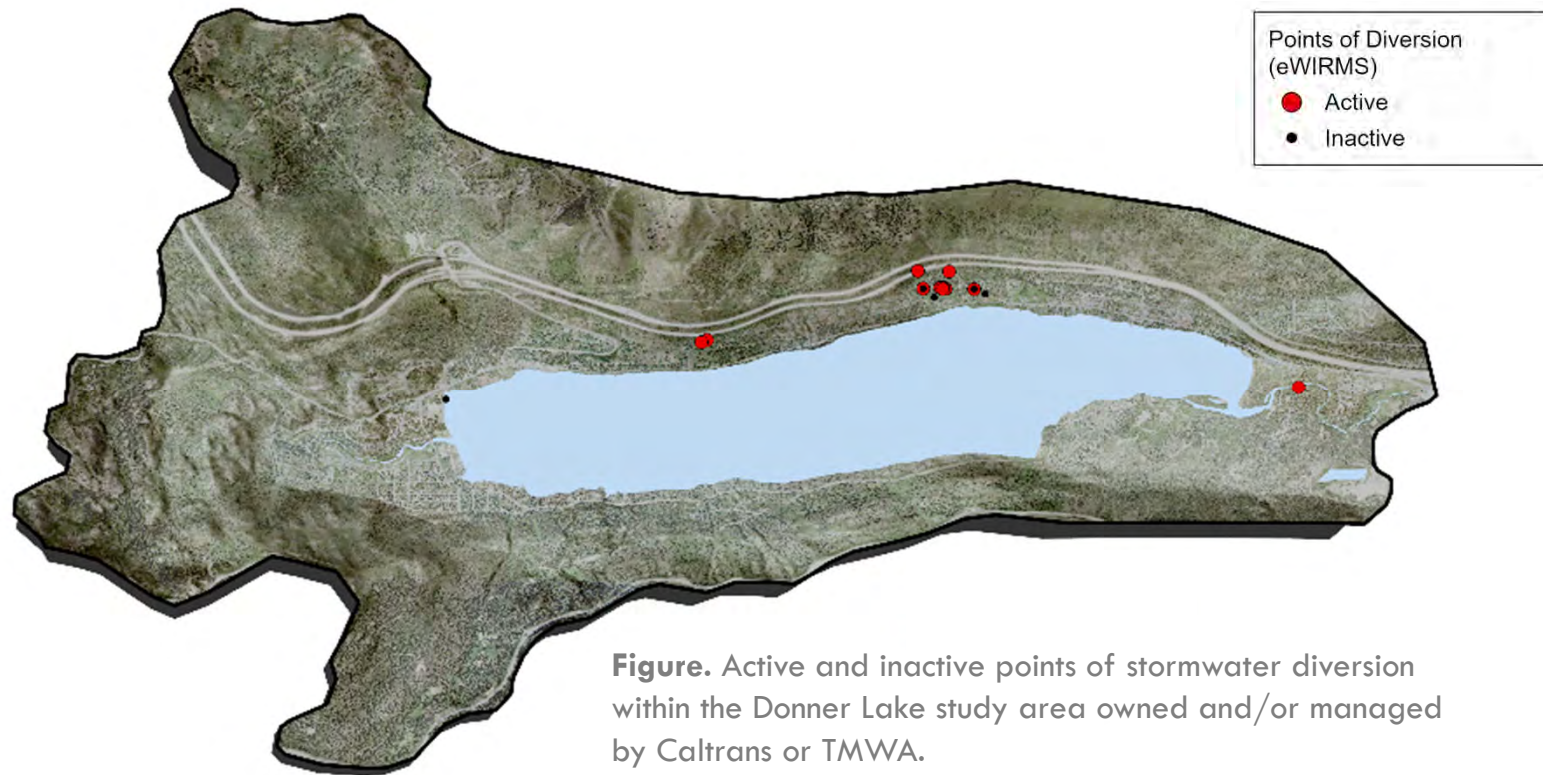 Points of Diversion
(eWIRMS)
Active
Inactive
Figure. Active and inactive points of stormwater diversion
within the Donner Lake study area owned and/or managed
by Caltrans or TMWA.